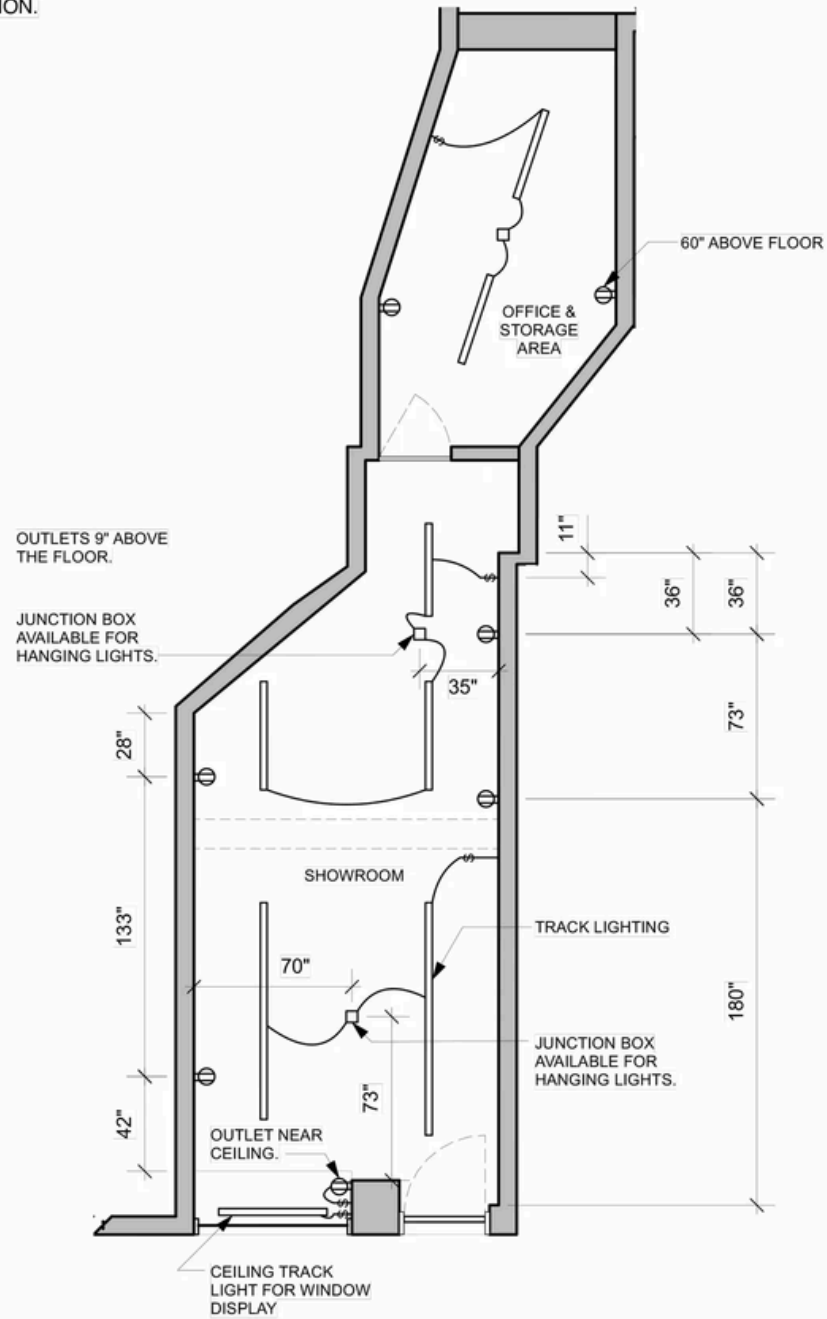 ION.
60" ABOVE FLOOR
OFFICE &
STORAGE
AREA
OUTLETS 9" ABOVE
THE FLOOR.
11"
36"
36"
JUNCTION BOX
AVAILABLE FOR
HANGING LIGHTS.
35"
73"
28"
SHOWROOM
133"
TRACK LIGHTING
70"
180"
JUNCTION BOX
AVAILABLE FOR
HANGING LIGHTS.
73"
42"
OUTLET NEAR
CEILING.
CEILING TRACK
LIGHT FOR WINDOW
DISPLAY